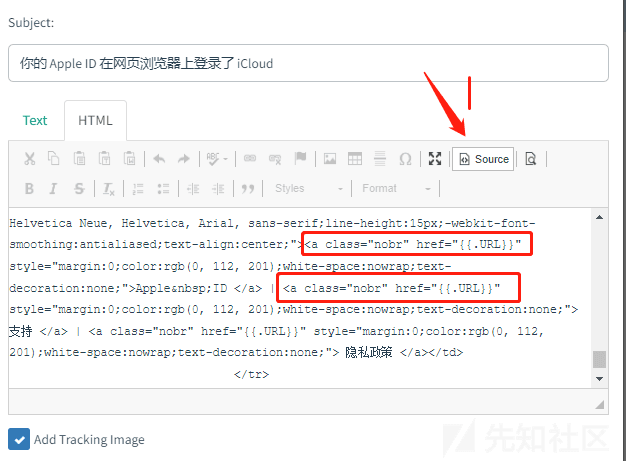 Subject:
你的 Apple ID 在网页浏览器上登录了 iCloud
Text HTML
Source
Styles Format
Helvetica Neue, Helvetica, Arial, sans-serif;line-height:15px;-webkit-font-
smoothing:antialiased;text-align:center;"><a class="nobr" href="{{.URL}}"
style="margin:0;color:rgb(0, 112, 201);white-space:nowrap;text-
decoration:none;">Apple&nbsp;ID </a> | <a class="nobr" href="{{.URL}}"
style="margin:0;color:rgb(0, 112, 201);white-space:nowrap;text-decoration:none;">
支持 </a> | <a class="nobr" href="{{.URL}}" style="margin:0;color:rgb(0, 112,
201);white-space:nowrap;text-decoration:none;"> 隐私政策 </a></td>
</tr>
Add Tracking Image
先知社区